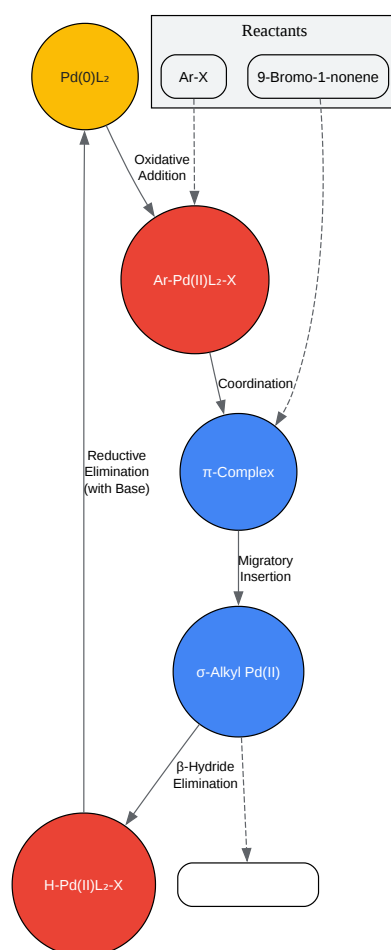 Reactants
Pd(0)L₂
Ar-X
9-Bromo-1-nonene
Oxidative
Addition
Ar-Pd(II)L₂-X
Coordination
π-Complex
Reductive
Elimination
(with Base)
Migratory
Insertion
σ-Alkyl Pd(II)
β-Hydride
Elimination
H-Pd(II)L₂-X